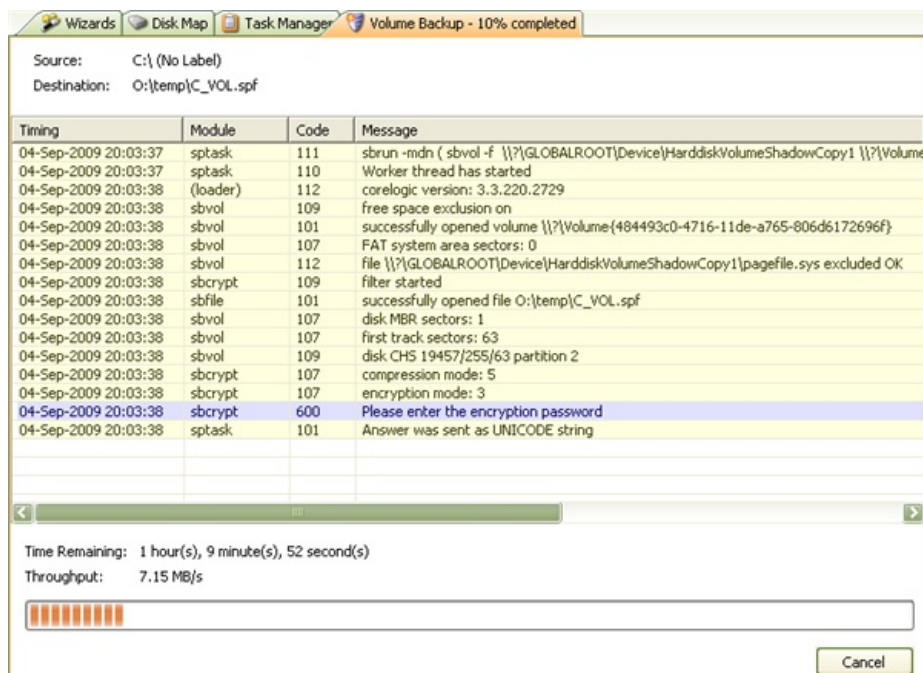 Wizards Disk Map Task Manager Volume Backup - 10% completed
Source: C:\ (No Label)
Destination: O:\temp\C_VOL.spf
Timing Module Code Message
04-Sep-2009 20:03:37 sptask 111 sbrun -mdn ( sbvol -f \\?\GLOBALROOT\Device\HarddiskVolumeShadowCopy1 \\?\Volume
04-Sep-2009 20:03:37 sptask 110 Worker thread has started
04-Sep-2009 20:03:38 (loader) 112 corelogic version: 3.3.220.2729
04-Sep-2009 20:03:38 sbvol 109 free space exclusion on
04-Sep-2009 20:03:38 sbvol 101 successfully opened volume \\?\Volume{484493c0-4716-11de-a765-806d6172696f}
04-Sep-2009 20:03:38 sbvol 107 FAT system area sectors: 0
04-Sep-2009 20:03:38 sbvol 112 file \\?\GLOBALROOT\Device\HarddiskVolumeShadowCopy1\pagefile.sys excluded OK
04-Sep-2009 20:03:38 sbcrypt 109 filter started
04-Sep-2009 20:03:38 sbfile 101 successfully opened file O:\temp\C_VOL.spf
04-Sep-2009 20:03:38 sbvol 107 disk MBR sectors: 1
04-Sep-2009 20:03:38 sbvol 107 first track sectors: 63
04-Sep-2009 20:03:38 sbvol 109 disk CHS 19457/255/63 partition 2
04-Sep-2009 20:03:38 sbcrypt 107 compression mode: 5
04-Sep-2009 20:03:38 sbcrypt 107 encryption mode: 3
04-Sep-2009 20:03:38 sbcrypt 600 Please enter the encryption password
04-Sep-2009 20:03:38 sptask 101 Answer was sent as UNICODE string
Time Remaining: 1 hour(s), 9 minute(s), 52 second(s)
Throughput: 7.15 MB/s
Cancel